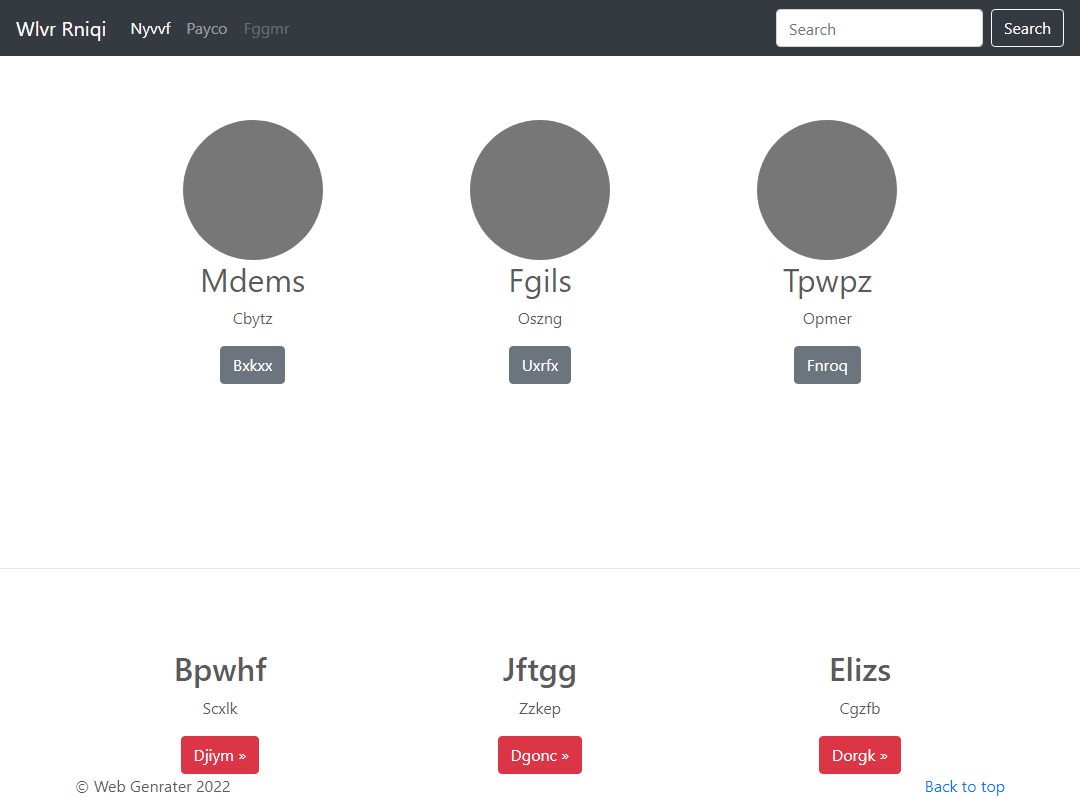 Wlvr Rniqi Nyvvf Payco Fggmr Search Search
Mdems Fgils Tpwpz
Cbytz Oszng Opmer
Bxkxx Uxrfx Fnroq
Bpwhf Jftgg Elizs
Scxlk Zzkep Cgzfb
Djiym » Dgonc » Dorgk »
© Web Genrater 2022 Back to top